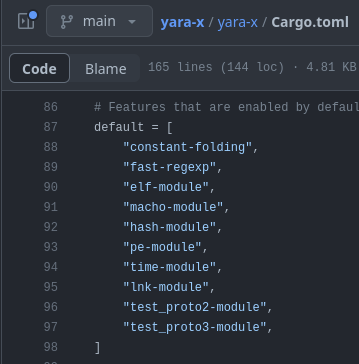 main yara-x / yara-x / Cargo.toml
Code Blame 165 lines (144 loc) · 4.81 KB
86 # Features that are enabled by defaul
87 default = [
88 "constant-folding",
89 "fast-regexp",
90 "elf-module",
91 "macho-module",
92 "hash-module",
93 "pe-module",
94 "time-module",
95 "lnk-module",
96 "test_proto2-module",
97 "test_proto3-module",
98 ]